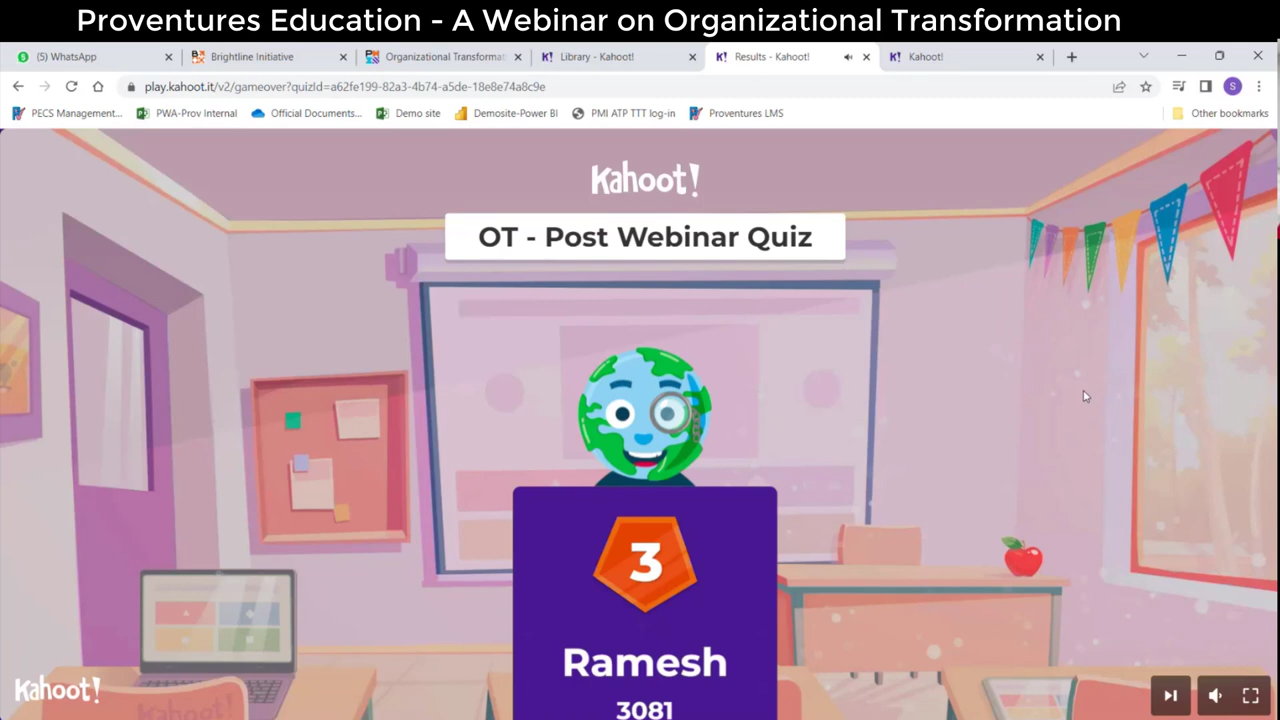 Proventures Education - A Webinar on Organizational Transformation
(5) WhatsApp
Brightline Initiative
Organizational Transformat
Library - Kahoot!
Results - Kahoot!
Kahoot!
play.kahoot.it/v2/gameover?quizId=a62fe199-82a3-4b74-a5de-1fe8e74a8c9e
PECS Management...
PWA-Prov Internal
Official Documents...
Demo site
Demosite-Power BI
PMI ATP TTT log-in
Proventures LMS
Other bookmarks
Kahoot!
OT - Post Webinar Quiz
3
Ramesh
3081
Kahoot!